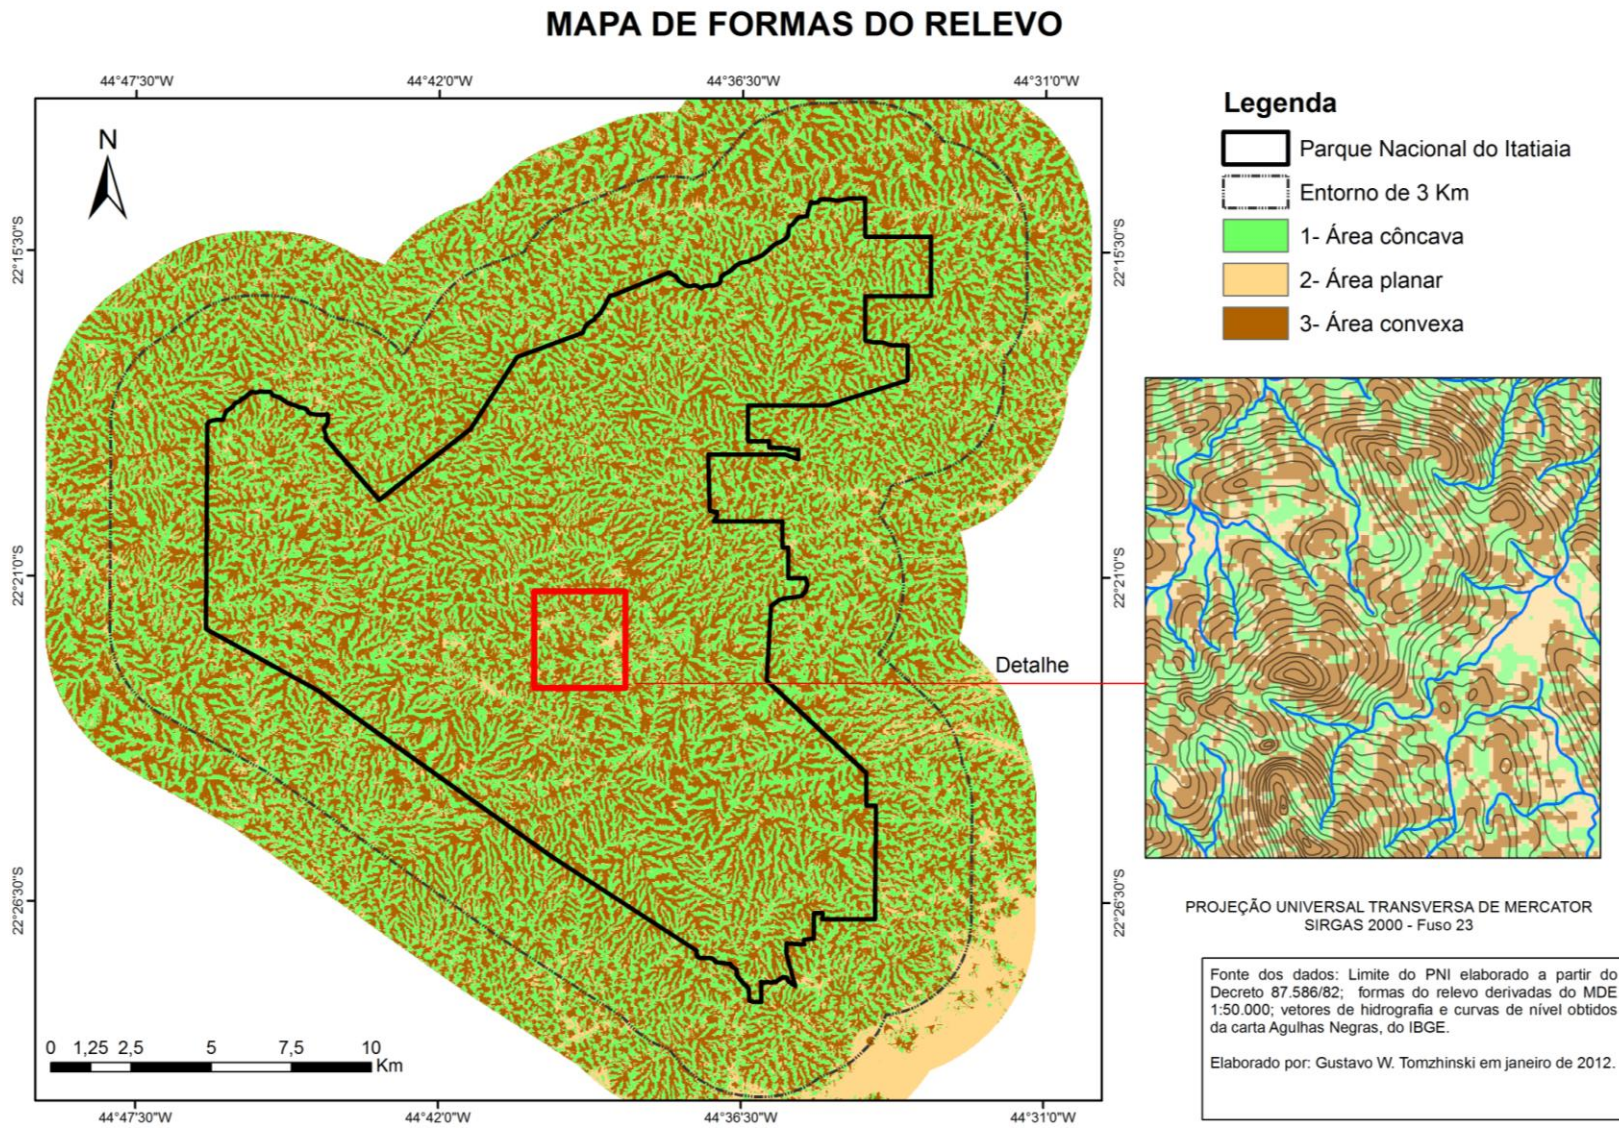 MAPA DE FORMAS DO RELEVO
44°47'30"W
44°42'0"W
44°36'30"W
44°31'0"W
N
22°15'30"S
22°21'0"S
22°26'30"S
22°15'30"S
22°21'0"S
22°26'30"S
Detalhe
0 1,25 2,5 5 7,5 10
Km
44°47'30"W
44°42'0"W
44°36'30"W
44°31'0"W
Legenda
Parque Nacional do Itatiaia
Entorno de 3 Km
1- Área côncava
2- Área planar
3- Área convexa
PROJEÇÃO UNIVERSAL TRANSVERSA DE MERCATOR
SIRGAS 2000 - Fuso 23
Fonte dos dados: Limite do PNI elaborado a partir do
Decreto 87.586/82; formas do relevo derivadas do MDE
1:50.000; vetores de hidrografia e curvas de nível obtidos
da carta Agulhas Negras, do IBGE.
Elaborado por: Gustavo W. Tomzhinski em janeiro de 2012.